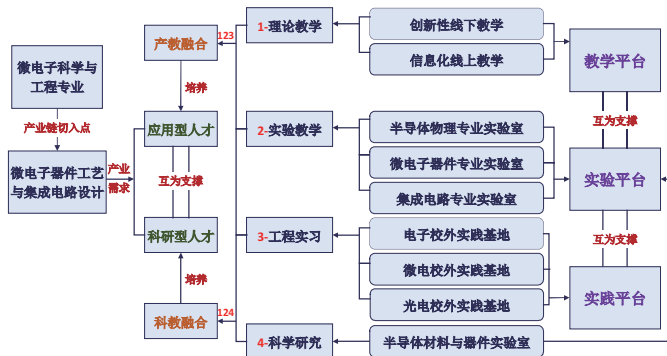 微电子科学与
工程专业
产业链切入点
微电子器件工艺
与集成电路设计
产业
需求
产教融合
123
培养
应用型人才
互为支撑
科研型人才
培养
科教融合
124
1-理论教学
2-实验教学
3-工程实习
4-科学研究
创新性线下教学
信息化线上教学
半导体物理专业实验室
微电子器件专业实验室
集成电路专业实验室
电子校外实践基地
微电校外实践基地
光电校外实践基地
半导体材料与器件实验室
教学平台
互为支撑
实验平台
互为支撑
实践平台